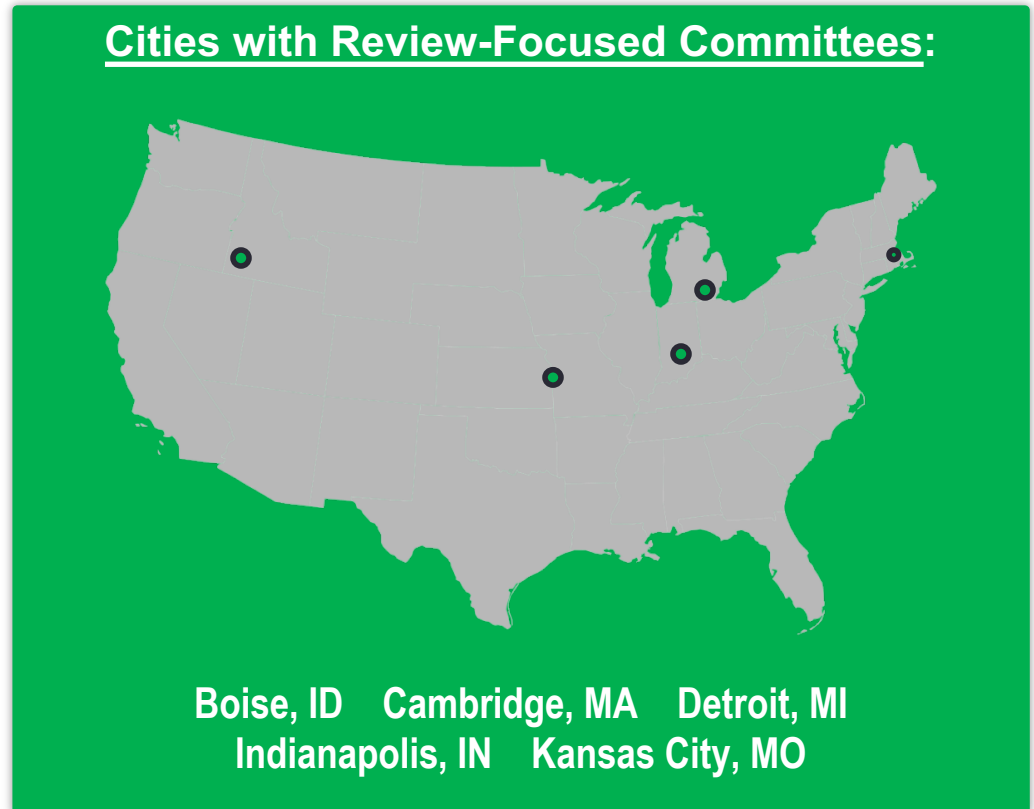 Cities with Review-Focused Committees:
Boise, ID Cambridge, MA Detroit, MI
Indianapolis, IN Kansas City, MO